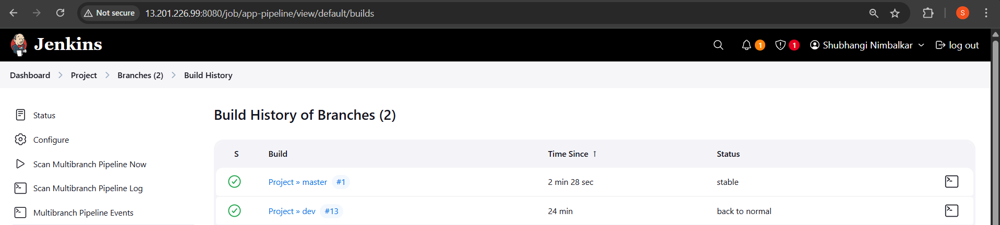 Not secure 13.201.226.99:8080/job/app-pipeline/view/default/builds S
Jenkins 1 1 Shubhangi Nimbalkar log out
Dashboard Project Branches (2) Build History
Build History of Branches (2)
Status
Configure
Scan Multibranch Pipeline Now
Scan Multibranch Pipeline Log
Multibranch Pipeline Events
S Build Time Since ↑ Status
Project » master #1 2 min 28 sec stable
Project » dev #13 24 min back to normal